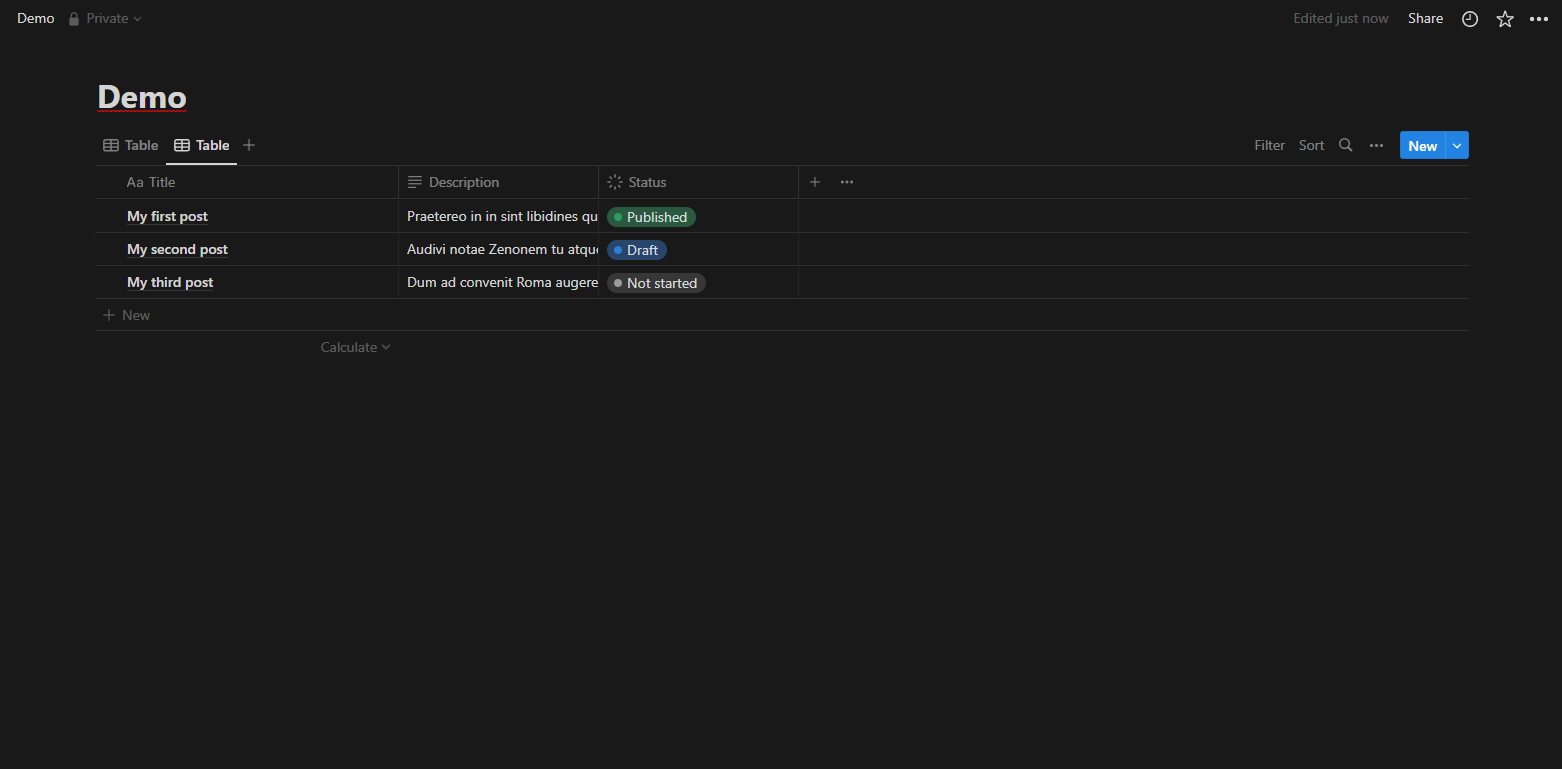 Demo Private Edited just now Share
Demo
Table Table Filter Sort New
Aa Title Description Status
My first post Praetereo in in sint libidines qu Published
My second post Audivi notae Zenonem tu atque Draft
My third post Dum ad convenit Roma augere Not started
New
Calculate